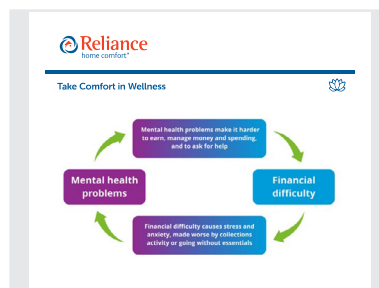 Reliance
home comfort™
Take Comfort in Wellness
Mental health problems make it harder
to earn, manage money and spending,
and to ask for help
Mental health
problems
Financial
difficulty
Financial difficulty causes stress and
anxiety, made worse by collections
activity or going without essentials